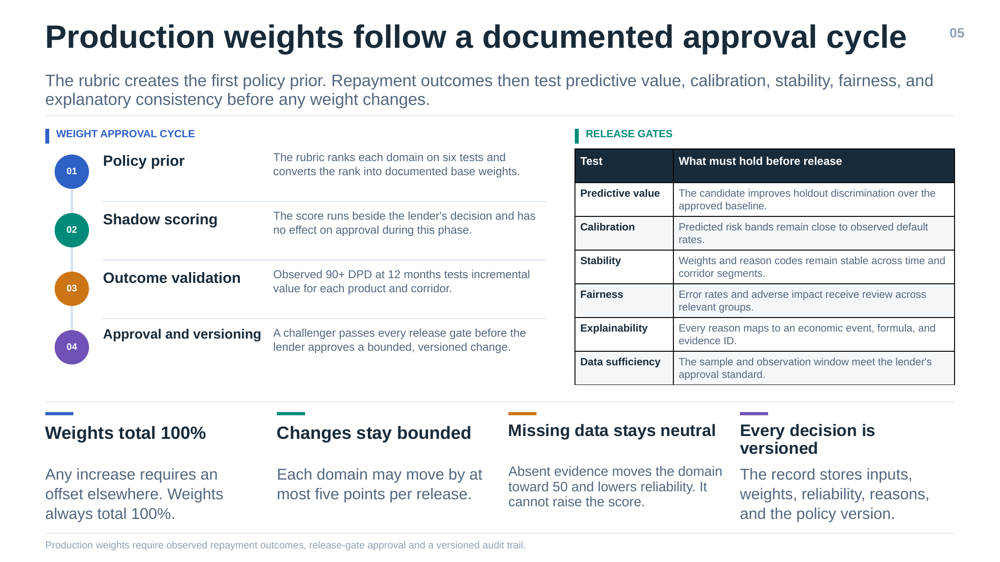 Production weights follow a documented approval cycle
05
The rubric creates the first policy prior. Repayment outcomes then test predictive value, calibration, stability, fairness, and
explanatory consistency before any weight changes.
WEIGHT APPROVAL CYCLE
01
Policy prior
The rubric ranks each domain on six tests and
converts the rank into documented base weights.
02
Shadow scoring
The score runs beside the lender's decision and has
no effect on approval during this phase.
03
Outcome validation
Observed 90+ DPD at 12 months tests incremental
value for each product and corridor.
04
Approval and versioning
A challenger passes every release gate before the
lender approves a bounded, versioned change.
RELEASE GATES
Test
What must hold before release
Predictive value
The candidate improves holdout discrimination over the
approved baseline.
Calibration
Predicted risk bands remain close to observed default
rates.
Stability
Weights and reason codes remain stable across time and
corridor segments.
Fairness
Error rates and adverse impact receive review across
relevant groups.
Explainability
Every reason maps to an economic event, formula, and
evidence ID.
Data sufficiency
The sample and observation window meet the lender's
approval standard.
Weights total 100%
Any increase requires an
offset elsewhere. Weights
always total 100%.
Changes stay bounded
Each domain may move by at
most five points per release.
Missing data stays neutral
Absent evidence moves the domain
toward 50 and lowers reliability. It
cannot raise the score.
Every decision is
versioned
The record stores inputs,
weights, reliability, reasons,
and the policy version.
Production weights require observed repayment outcomes, release-gate approval and a versioned audit trail.